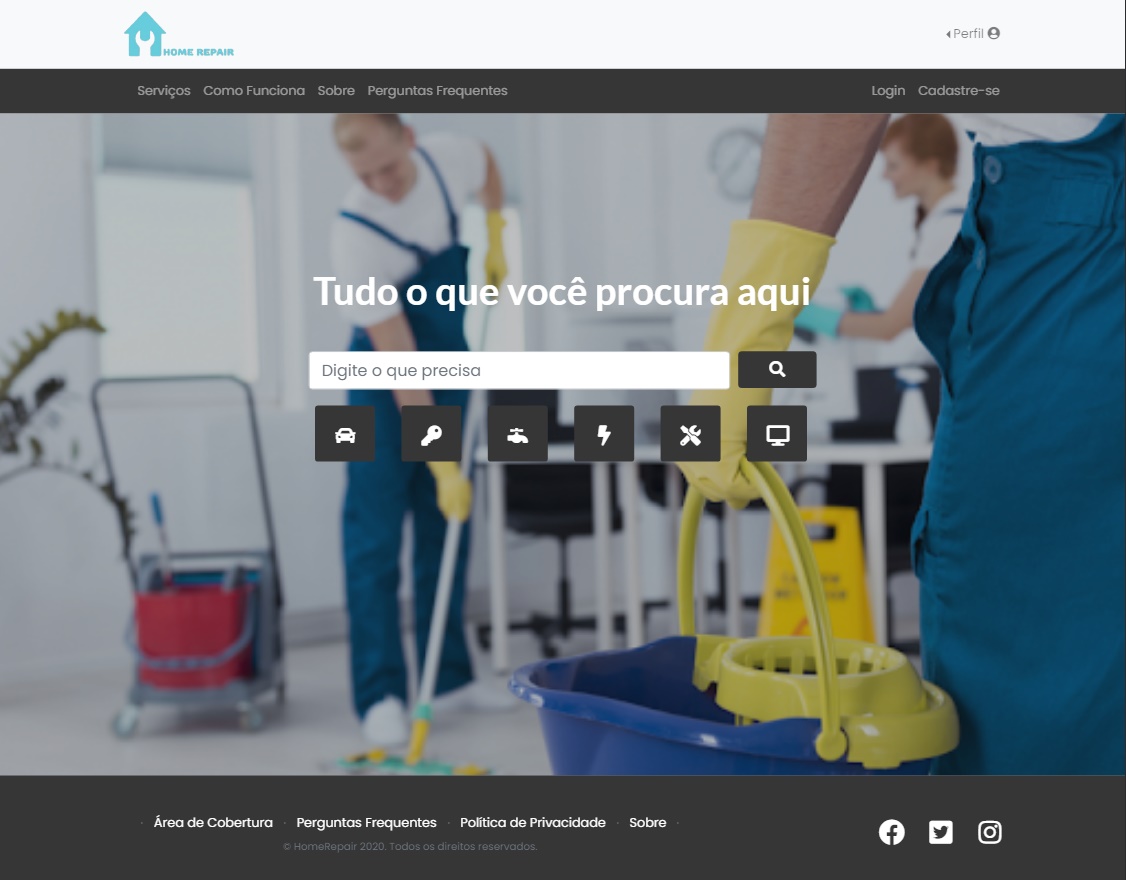 HOME REPAIR
Perfil
Serviços Como Funciona Sobre Perguntas Frequentes Login Cadastre-se
Tudo o que você procura aqui
Digite o que precisa
· Área de Cobertura · Perguntas Frequentes · Política de Privacidade · Sobre ·
© HomeRepair 2020. Todos os direitos reservados.